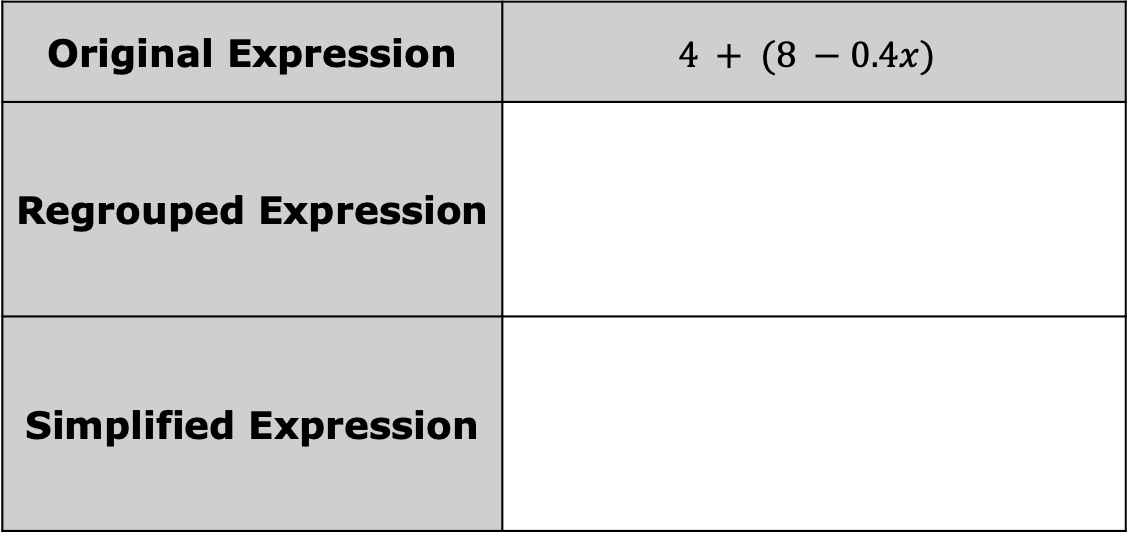 Original Expression
4 + (8 − 0.4x)
Regrouped Expression
Simplified Expression